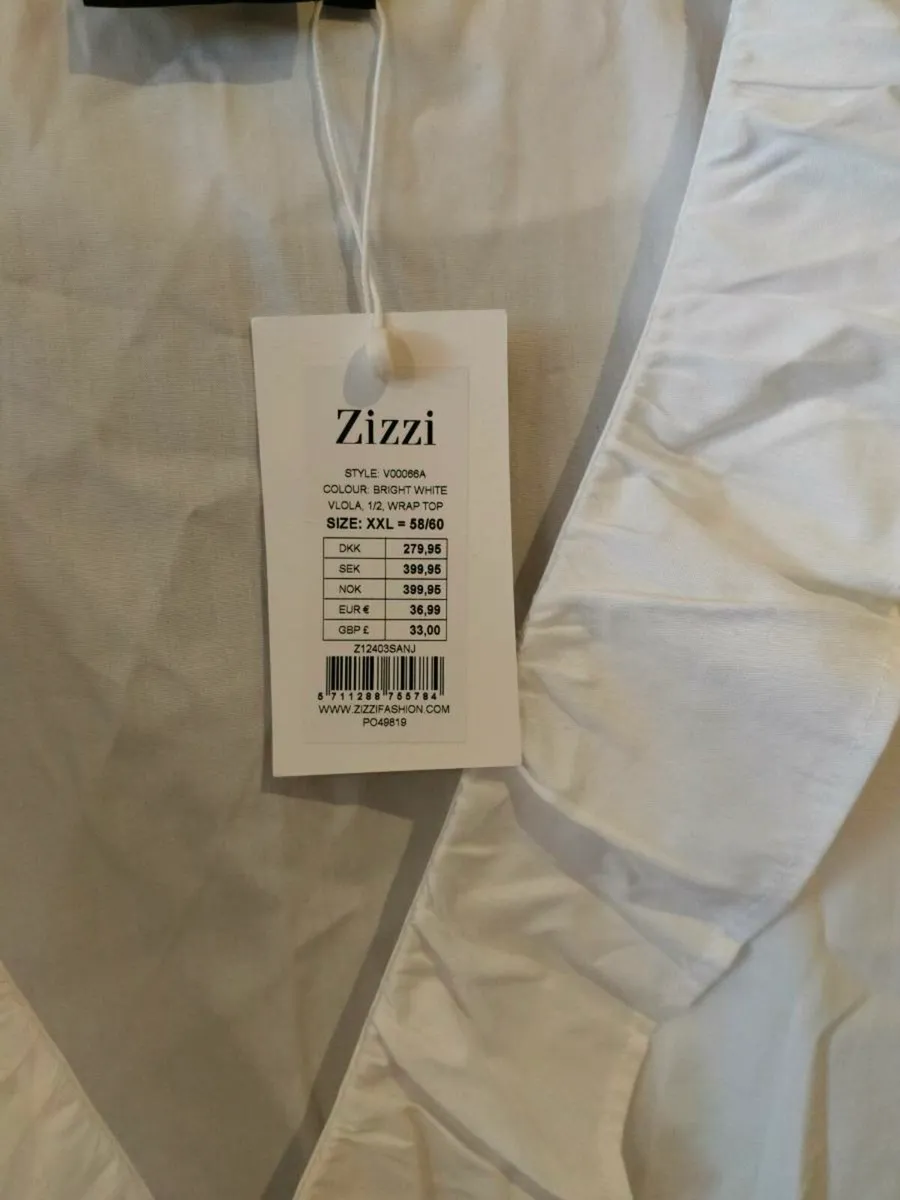 Zizzi
STYLE: V00066A
COLOUR: BRIGHT WHITE
VLOLA, 1/2, WRAP TOP
SIZE: XXL = 58/60
DKK 279,95
SEK 399,95
NOK 399,95
EUR € 36,99
GBP £ 33,00
Z12403SANJ
5 711288 755784
WWW.ZIZZIFASHION.COM
PO49819